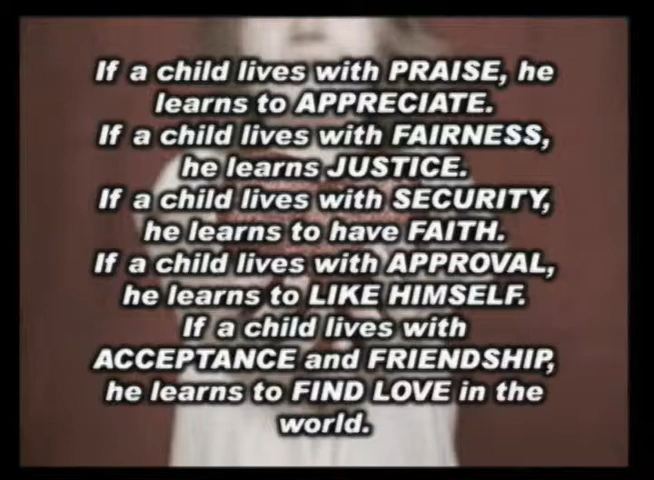 If a child lives with PRAISE, he
learns to APPRECIATE.
If a child lives with FAIRNESS,
he learns JUSTICE.
If a child lives with SECURITY,
he learns to have FAITH.
If a child lives with APPROVAL,
he learns to LIKE HIMSELF.
If a child lives with
ACCEPTANCE and FRIENDSHIP,
he learns to FIND LOVE in the
world.